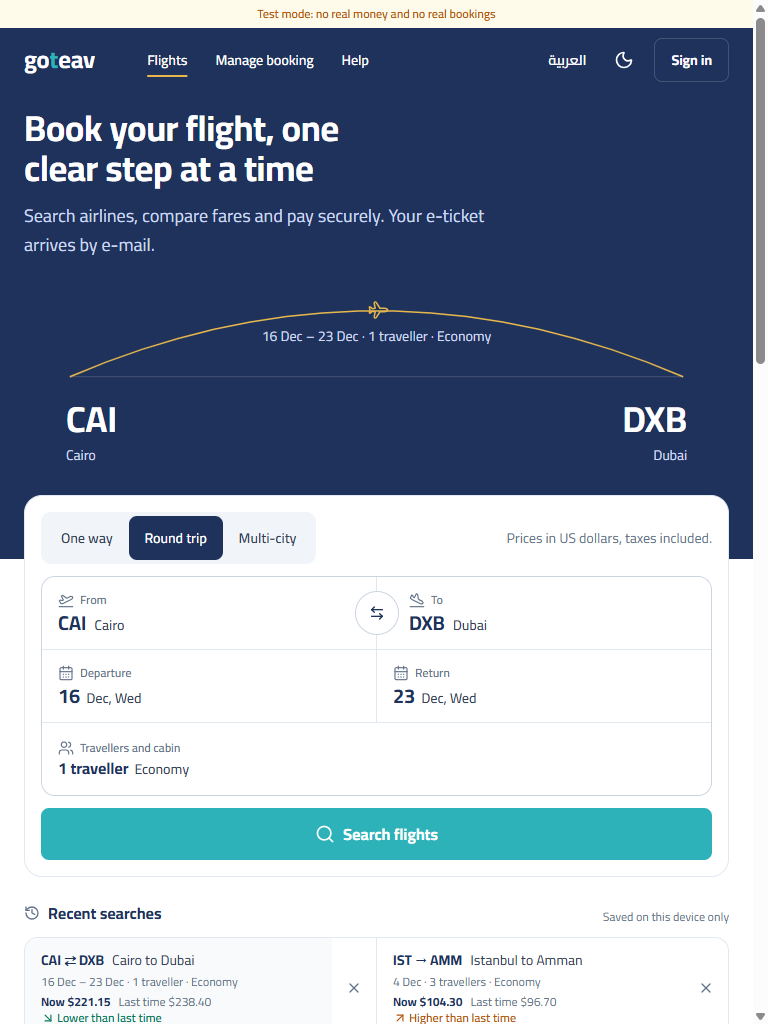 Test mode: no real money and no real bookings
goteav
Flights
Manage booking
Help
العربية
Sign in
Book your flight, one
clear step at a time
Search airlines, compare fares and pay securely. Your e-ticket
arrives by e-mail.
16 Dec – 23 Dec · 1 traveller · Economy
CAI
DXB
Cairo
Dubai
One way
Round trip
Multi-city
Prices in US dollars, taxes included.
From
CAI Cairo
To
DXB Dubai
Departure
16 Dec, Wed
Return
23 Dec, Wed
Travellers and cabin
1 traveller Economy
Search flights
Recent searches
Saved on this device only
CAI ⇄ DXB Cairo to Dubai
16 Dec – 23 Dec · 1 traveller · Economy
Now $221.15 Last time $238.40
Lower than last time
IST → AMM Istanbul to Amman
4 Dec · 3 travellers · Economy
Now $104.30 Last time $96.70
Higher than last time